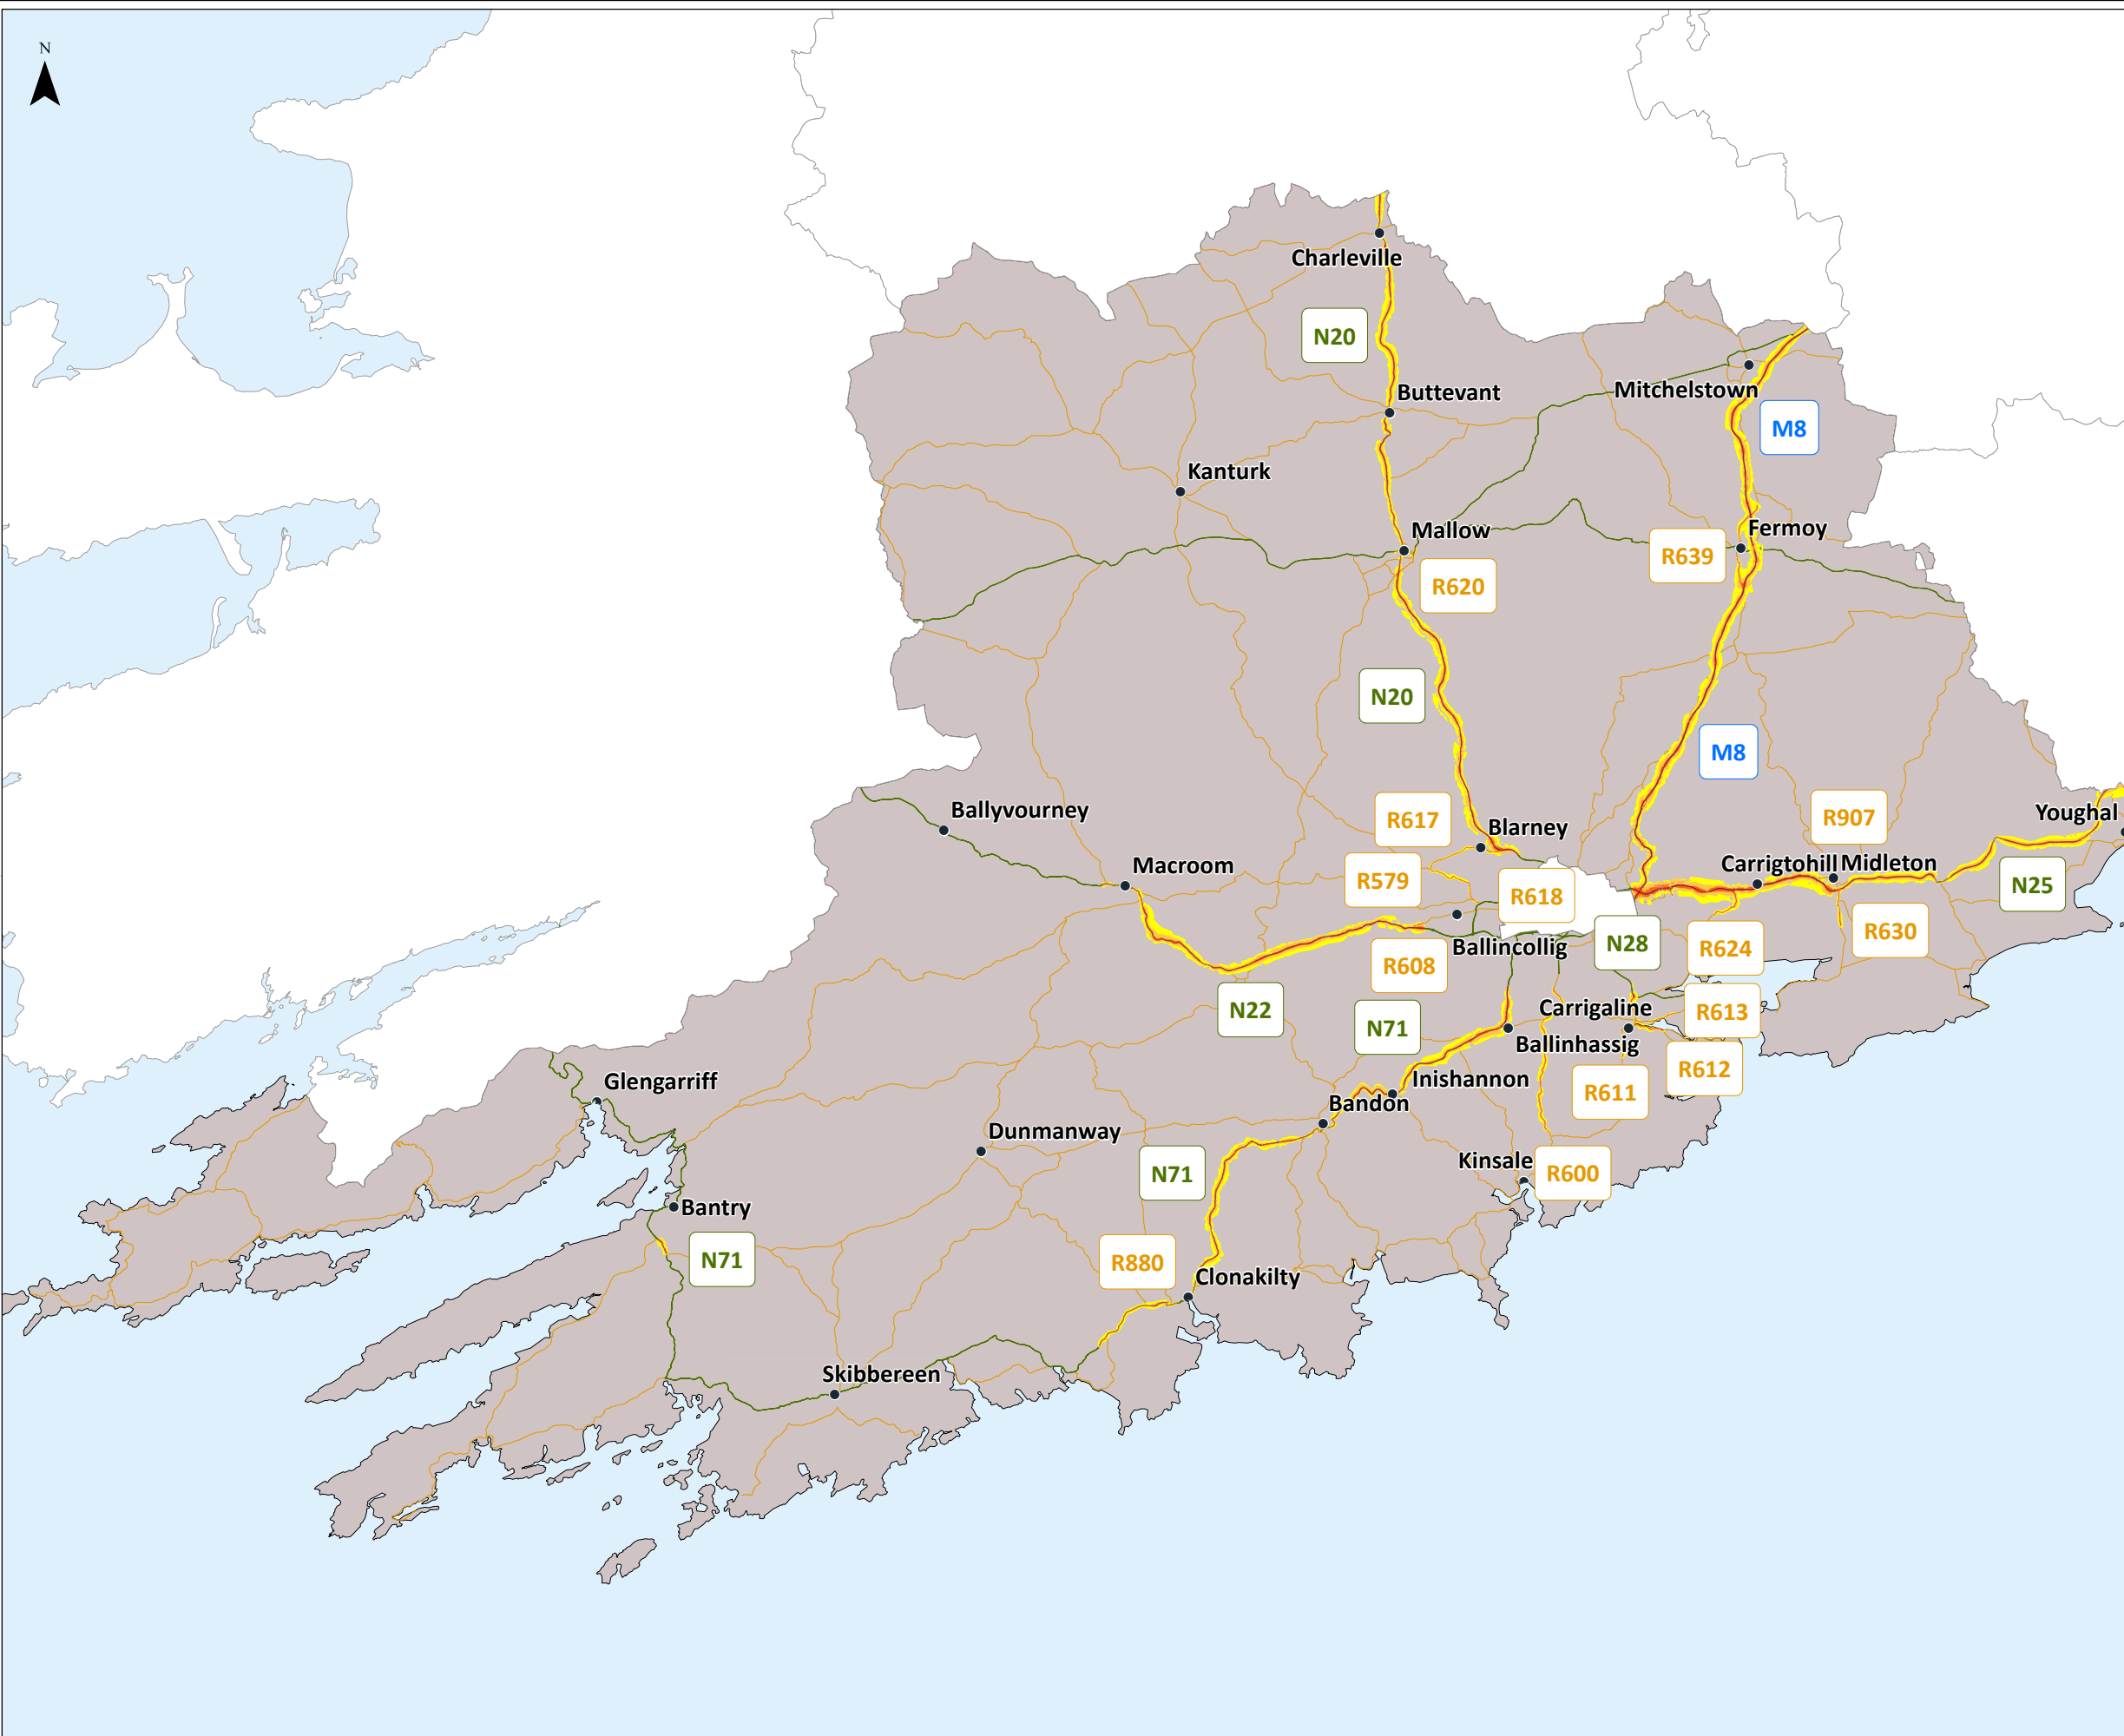 N
Charleville
N20
Buttevant
Mitchelstown
M8
Kanturk
Mallow
Fermoy
R639
R620
N20
M8
Ballyvourney
R617
Blarney
R907
Youghal
Macroom
Carrigtohill
Midleton
R579
R618
N25
Ballincollig
N28
R624
R630
R608
N22
N71
Carrigaline
R613
Ballinhassig
R612
Glengarriff
Inishannon
R611
Bandon
Dunmanway
Kinsale
R600
N71
Bantry
N71
R880
Clonakilty
Skibbereen